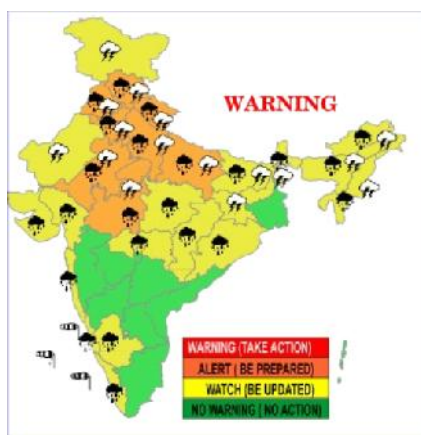 WARNING
WARNING (TAKE ACTION)
ALERT ( BE PREPARED)
WATCH (BE UPDATED)
NO WARNING ( NO ACTION)